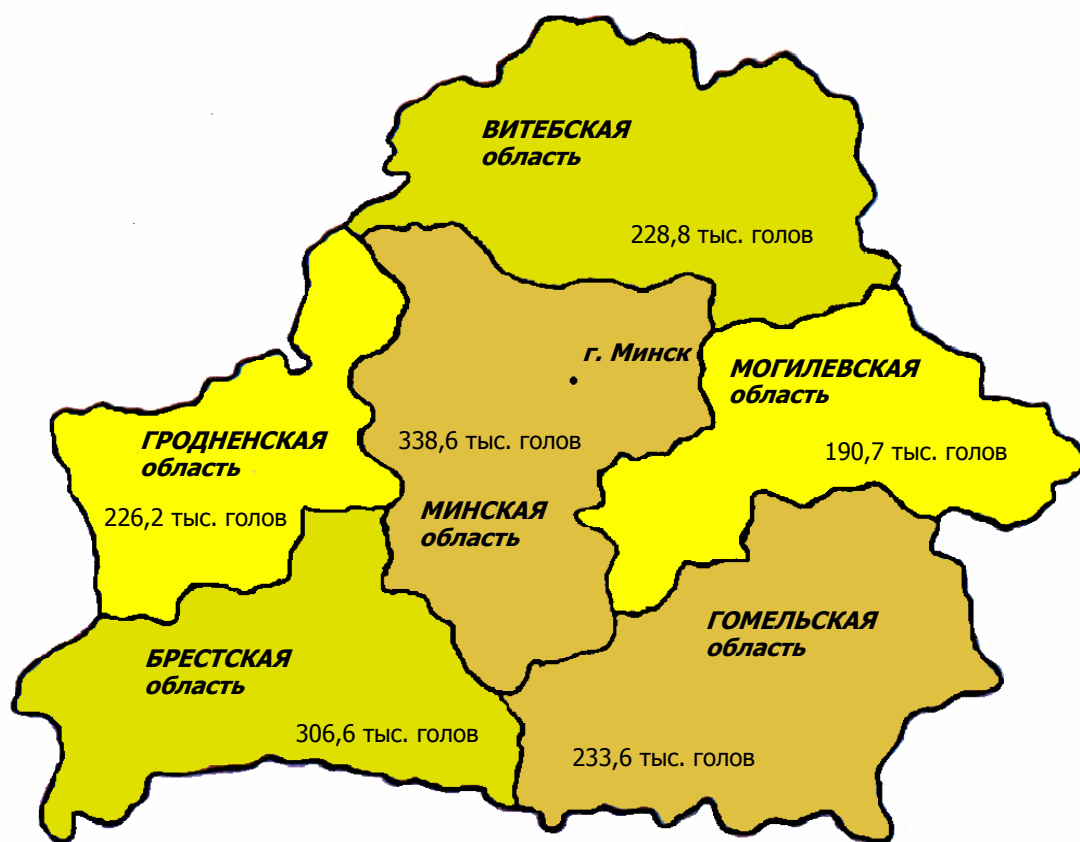 ВИТЕБСКАЯ
область
228,8 тыс. голов
г. Минск
МОГИЛЕВСКАЯ
область
190,7 тыс. голов
ГРОДНЕНСКАЯ
область
226,2 тыс. голов
338,6 тыс. голов
МИНСКАЯ
область
ГОМЕЛЬСКАЯ
область
233,6 тыс. голов
БРЕСТСКАЯ
область
306,6 тыс. голов